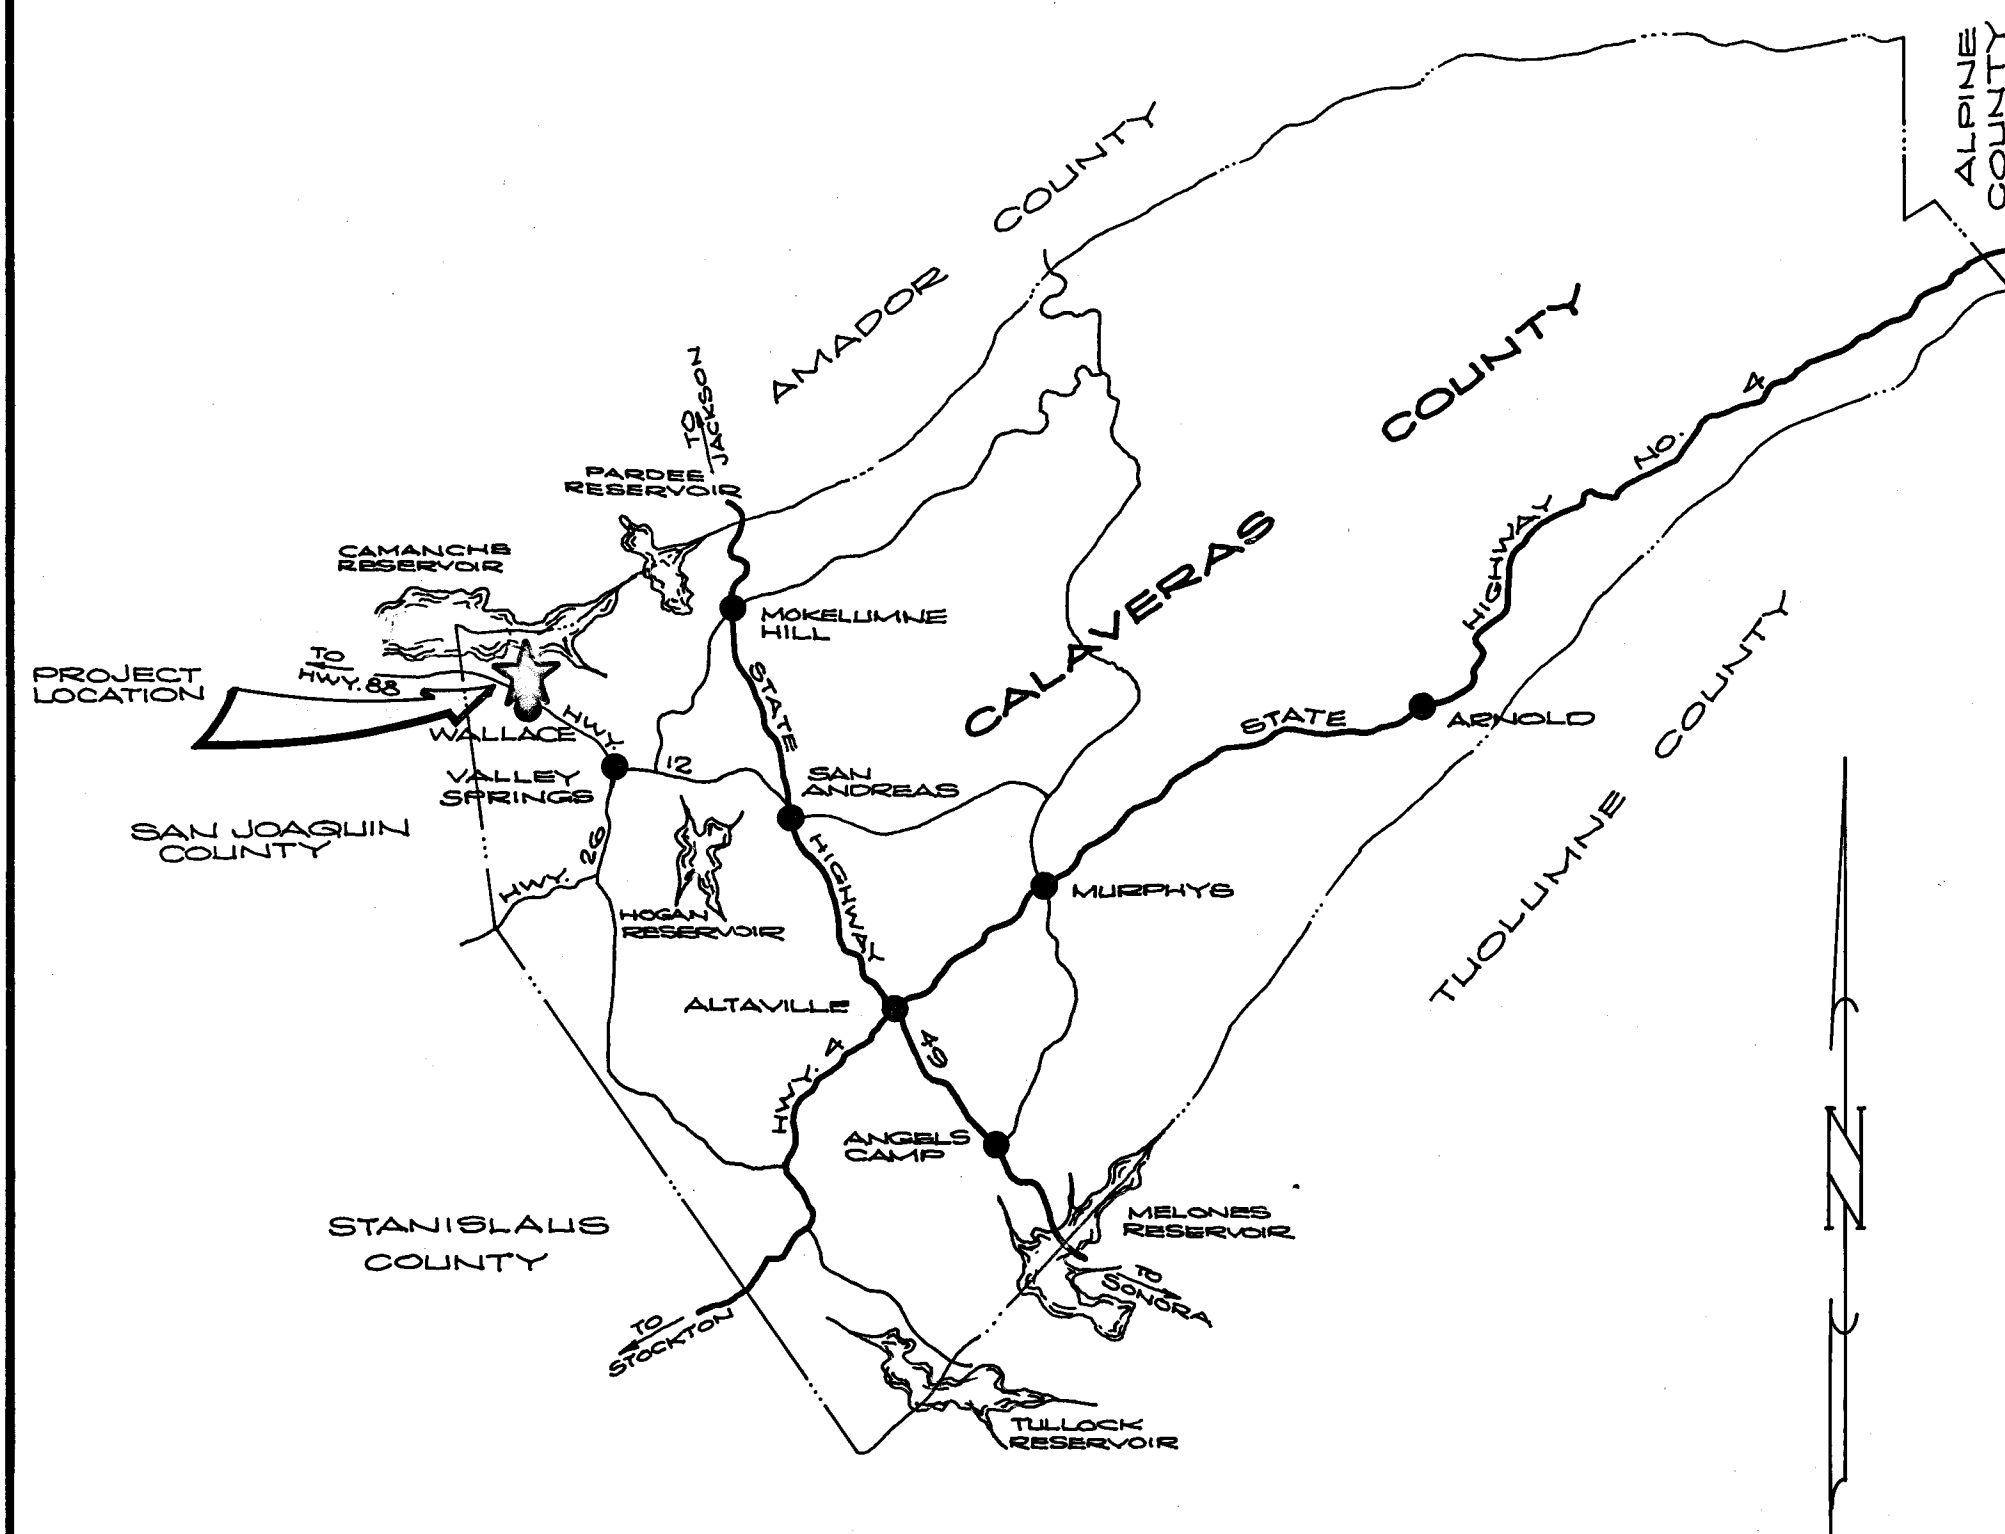 ALPINE
COUNTY
AMADOR COUNTY
TO
JACKSON
PARDEE
RESERVOIR
CAMANCHE
RESERVOIR
CALAVERAS COUNTY
MOKELUMNE
HILL
TO
HWY. 88
PROJECT
LOCATION
WALLACE
HWY. 12
VALLEY
SPRINGS
SAN
ANDREAS
STATE HIGHWAY 49
STATE HIGHWAY NO. 4
ARNOLD
SAN JOAQUIN
COUNTY
HWY. 26
HOGAN
RESERVOIR
MURPHYS
TUOLUMNE COUNTY
ALTAVILLE
HWY. 4
ANGELS
CAMP
STANISLAUS
COUNTY
MELONES
RESERVOIR
TO
SONORA
TO
STOCKTON
TULLOCK
RESERVOIR
N